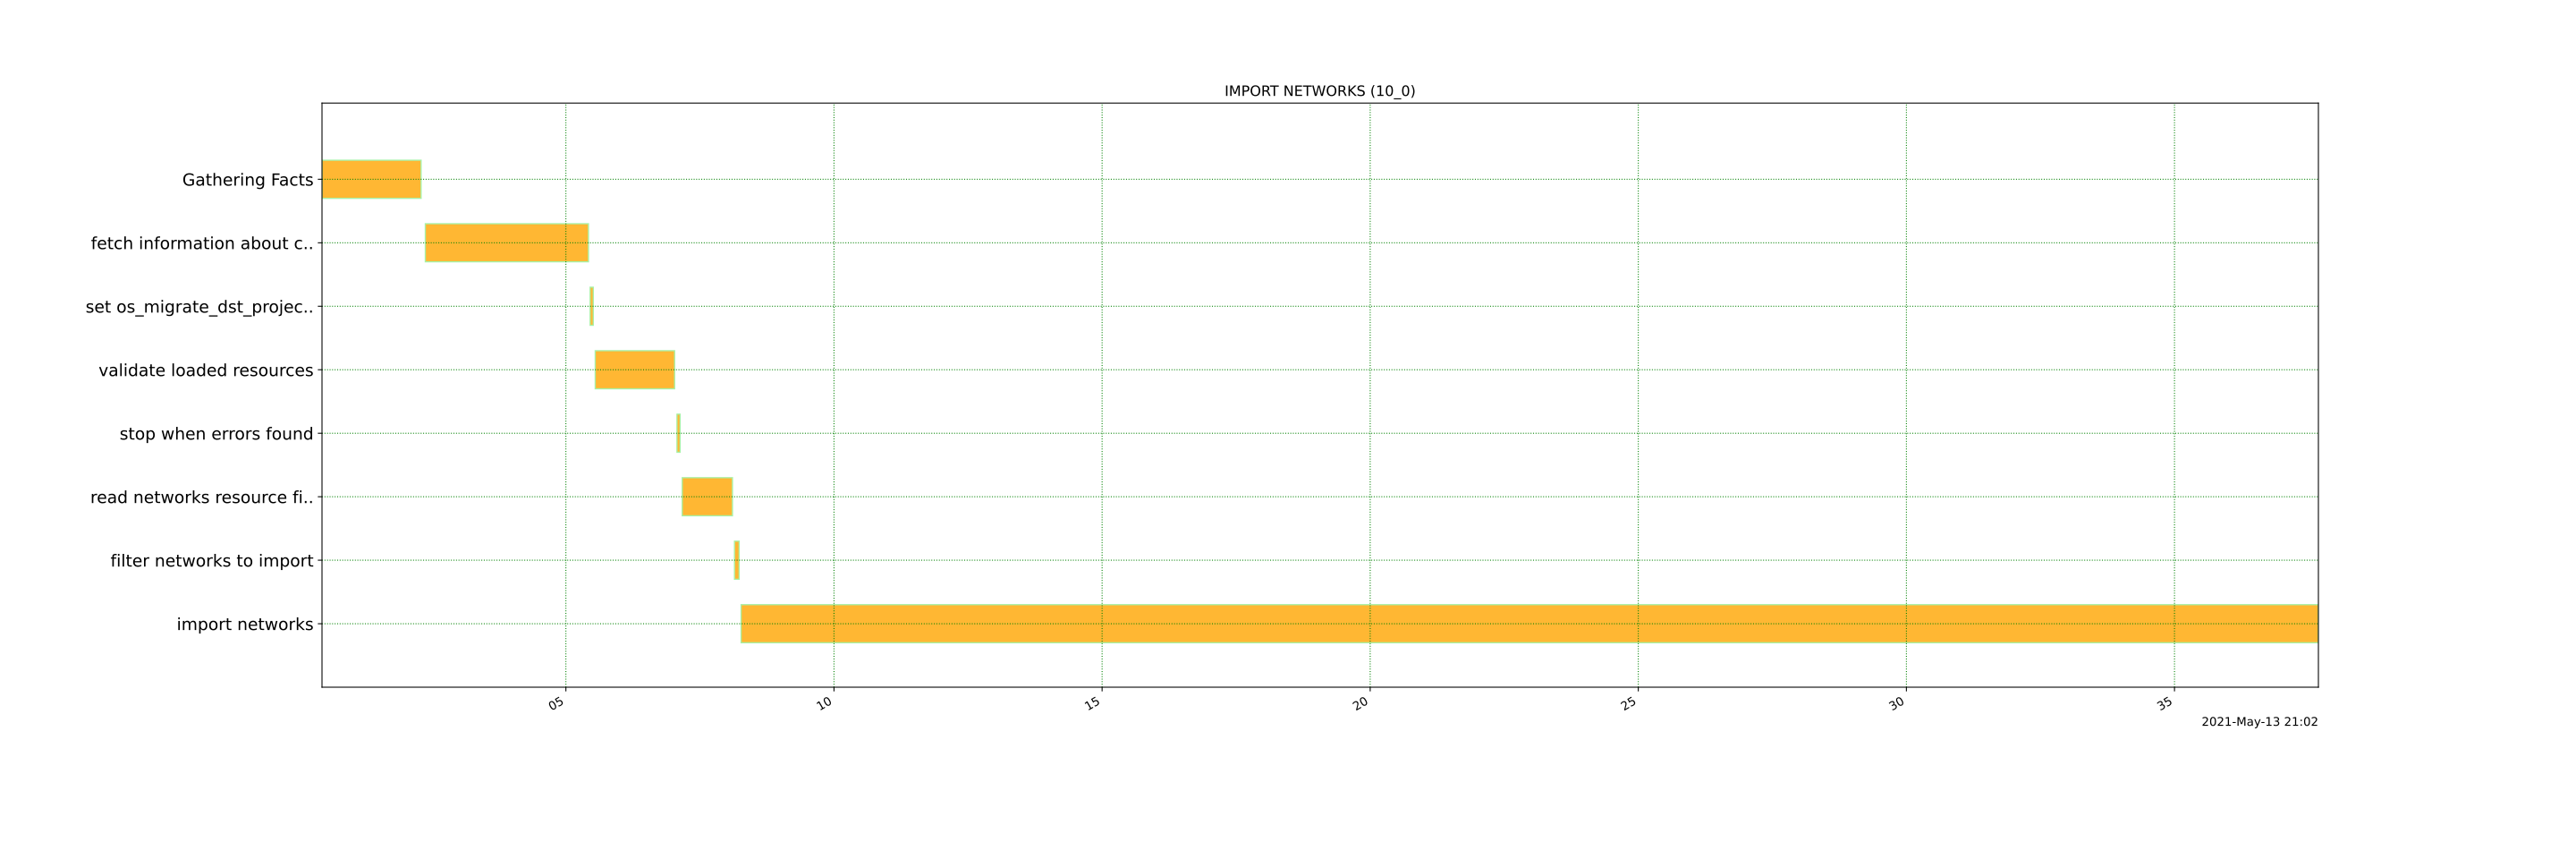 IMPORT NETWORKS (10_0)
Gathering Facts
fetch information about c..
set os_migrate_dst_projec..
validate loaded resources
stop when errors found
read networks resource fi..
filter networks to import
import networks
05 10 15 20 25 30 35
2021-May-13 21:02